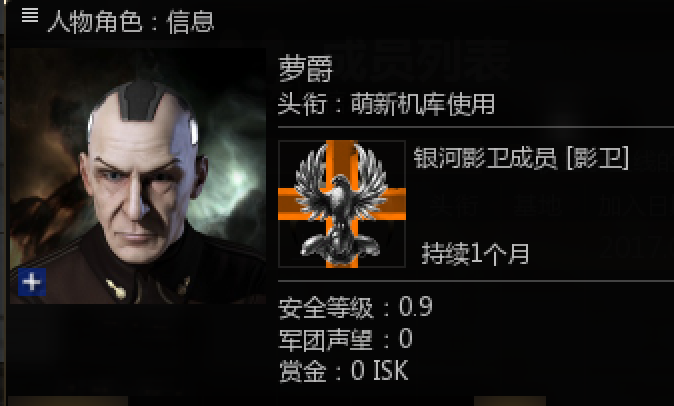 人物角色：信息
萝爵
头衔：萌新机库使用
银河影卫成员 [影卫]
持续1个月
安全等级：0.9
军团声望：0
赏金：0 ISK